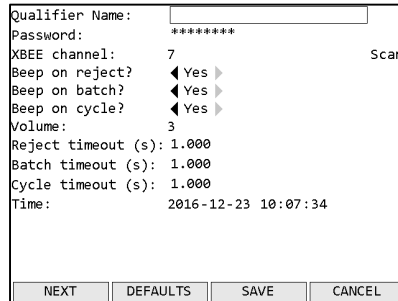 Qualifier Name:
Password: ********
XBEE channel: 7 Scan
Beep on reject? Yes
Beep on batch? Yes
Beep on cycle? Yes
Volume: 3
Reject timeout (s): 1.000
Batch timeout (s): 1.000
Cycle timeout (s): 1.000
Time: 2016-12-23 10:07:34
NEXT DEFAULTS SAVE CANCEL